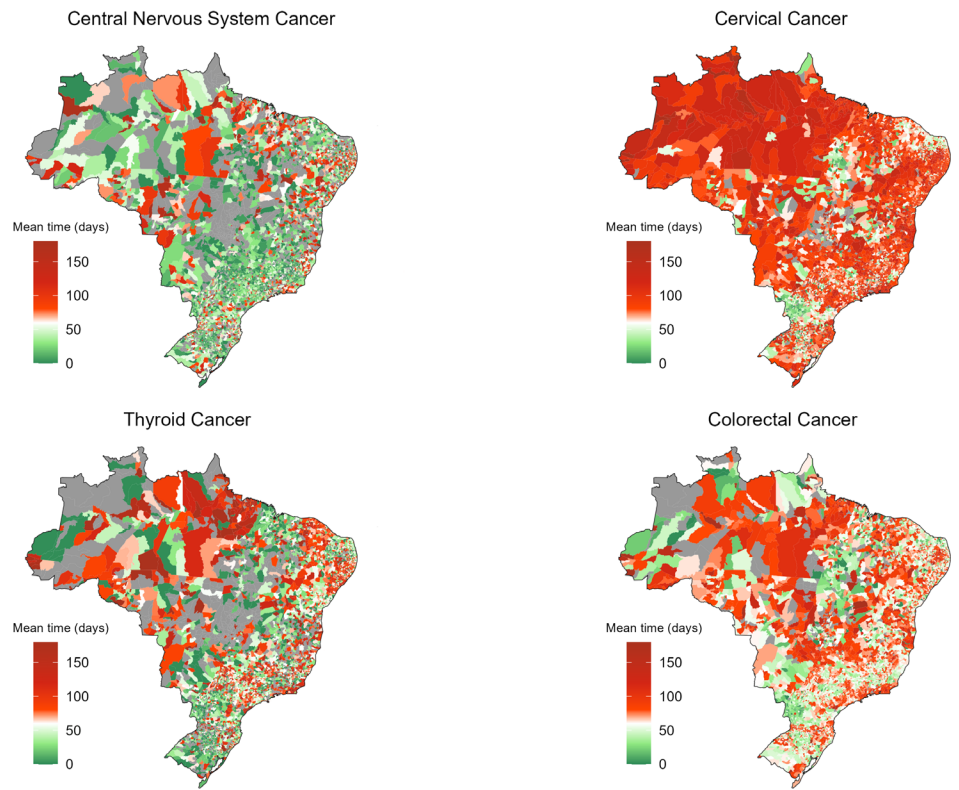 Central Nervous System Cancer
Cervical Cancer
Mean time (days)
150
100
50
0
Mean time (days)
150
100
50
0
Thyroid Cancer
Colorectal Cancer
Mean time (days)
150
100
50
0
Mean time (days)
150
100
50
0